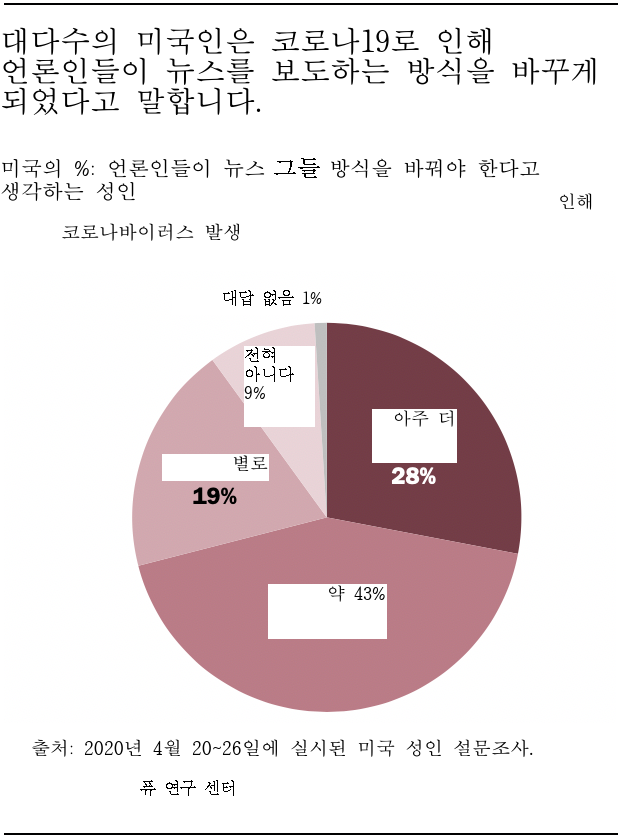 대다수의 미국인은 코로나19로 인해
언론인들이 뉴스를 보도하는 방식을 바꾸게
되었다고 말합니다.
미국의 %: 언론인들이 뉴스 그들 방식을 바꿔야 한다고
생각하는 성인
인해
코로나바이러스 발생
대답 없음 1%
전혀
아니다
9%
아주 더
28%
별로
19%
약 43%
출처: 2020년 4월 20~26일에 실시된 미국 성인 설문조사.
퓨 연구 센터